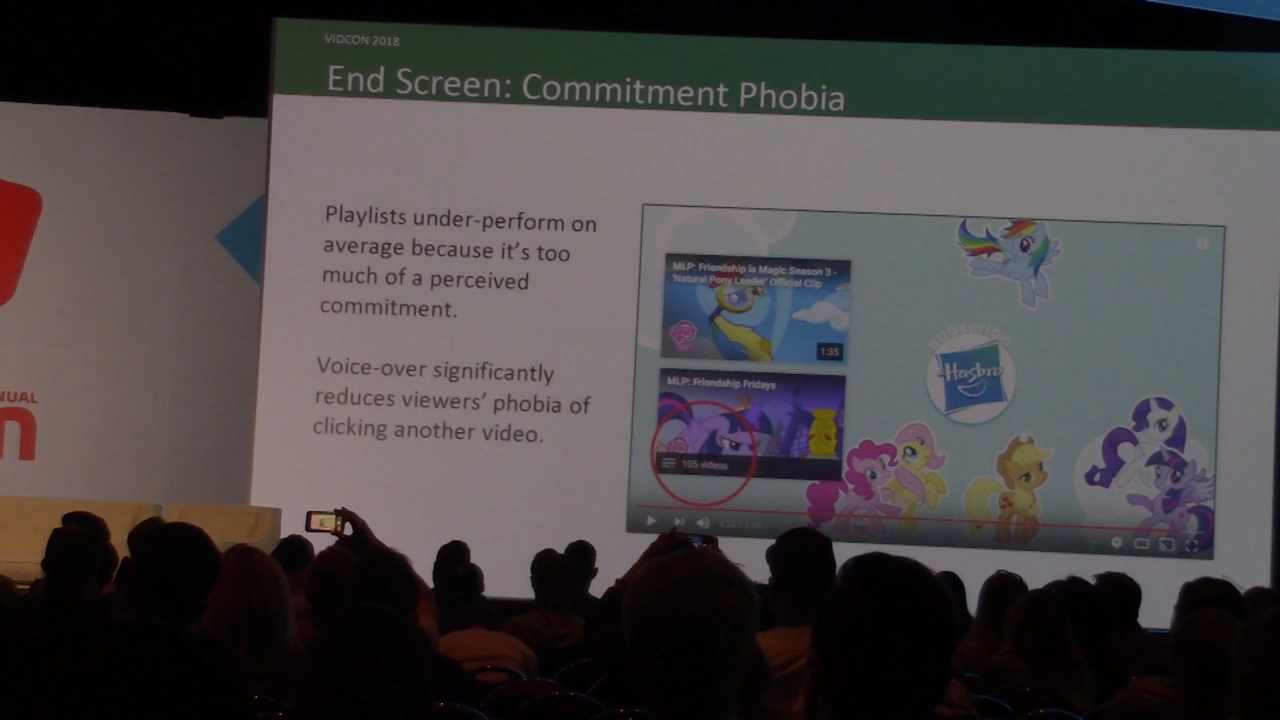 VIDCON 2018
End Screen: Commitment Phobia
Playlists under-perform on
average because it's too
much of a perceived
commitment.
Voice-over significantly
reduces viewers' phobia of
clicking another video.
MLP: Friendship is Magic Season 3 -
'Natural Pony Leader' Official Clip
1:35
MLP: Friendship Fridays
105 videos
subscribe
Hasbro
NUAL
n